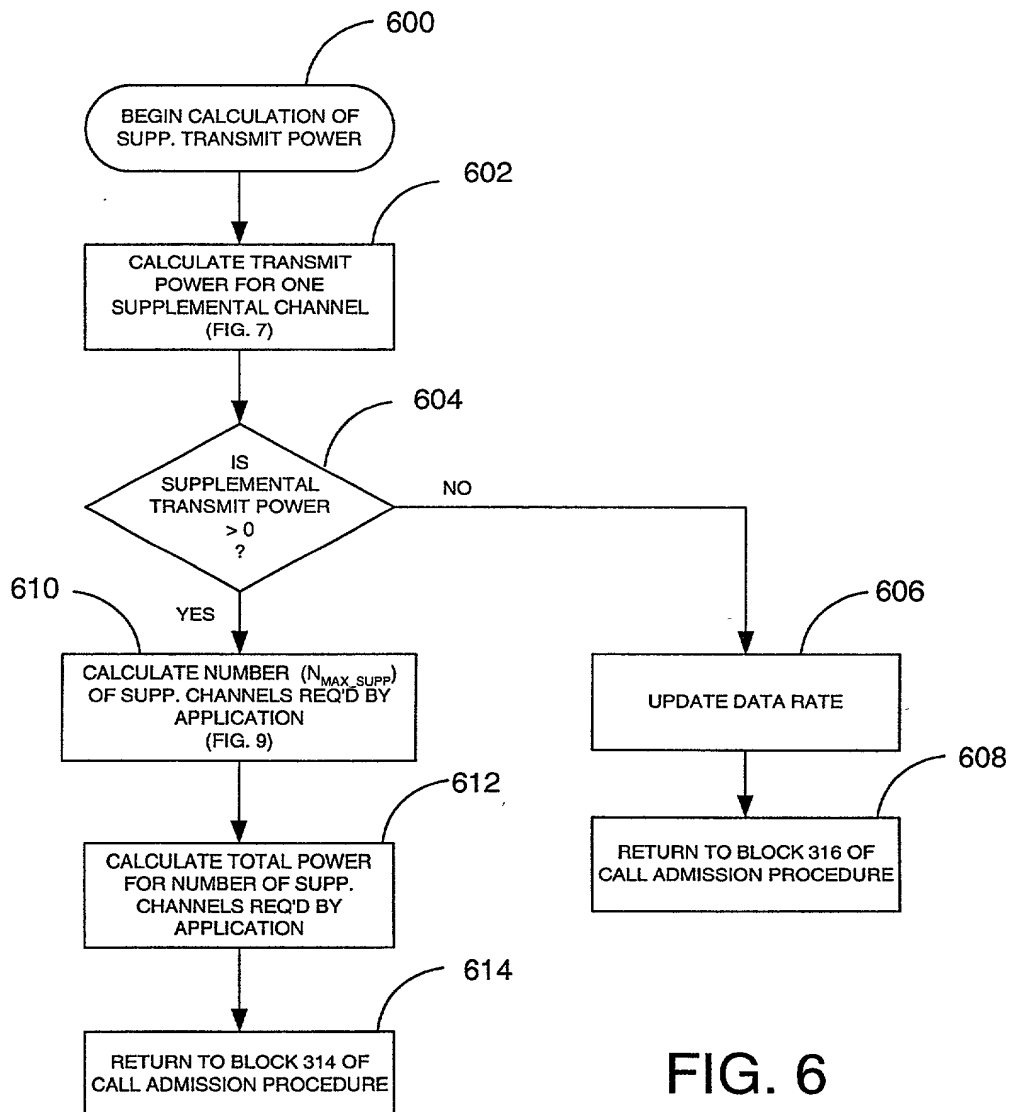 600
BEGIN CALCULATION OF
SUPP. TRANSMIT POWER
602
CALCULATE TRANSMIT
POWER FOR ONE
SUPPLEMENTAL CHANNEL
(FIG. 7)
604
IS
SUPPLEMENTAL
TRANSMIT POWER
> 0
?
NO
YES
610
CALCULATE NUMBER (N_MAX_SUPP)
OF SUPP. CHANNELS REQ'D BY
APPLICATION
(FIG. 9)
606
UPDATE DATA RATE
612
CALCULATE TOTAL POWER
FOR NUMBER OF SUPP.
CHANNELS REQ'D BY
APPLICATION
608
RETURN TO BLOCK 316 OF
CALL ADMISSION PROCEDURE
614
RETURN TO BLOCK 314 OF
CALL ADMISSION PROCEDURE
FIG. 6